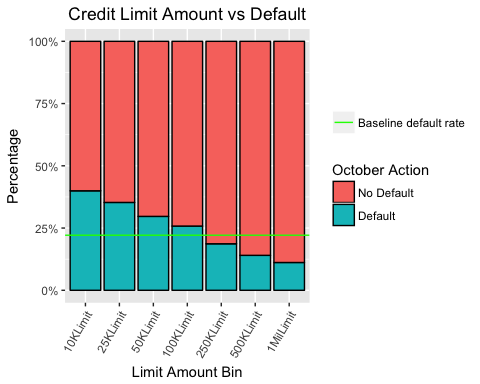 Credit Limit Amount vs Default
100%
75%
50%
25%
0%
Percentage
10KLimit
25KLimit
50KLimit
100KLimit
250KLimit
500KLimit
1MilLimit
Limit Amount Bin
Baseline default rate
October Action
No Default
Default